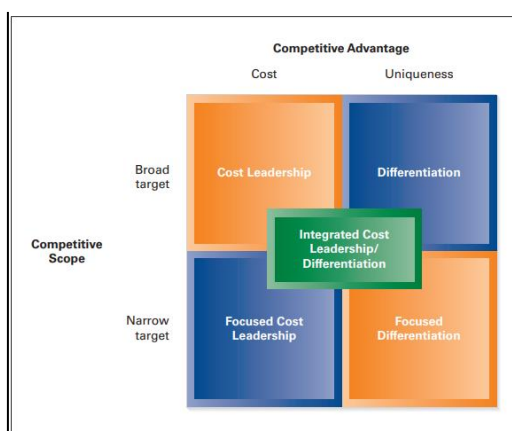 Competitive Advantage
Cost
Uniqueness
Broad
target
Cost Leadership
Differentiation
Competitive
Scope
Integrated Cost
Leadership/
Differentiation
Narrow
target
Focused Cost
Leadership
Focused
Differentiation